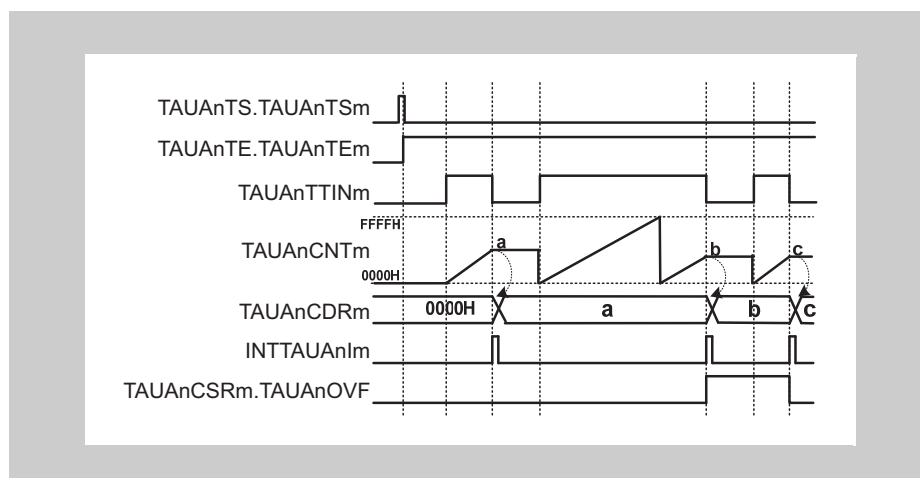 TAUAnTS.TAUAnTSm
TAUAnTE.TAUAnTEm
TAUAnTTINm
FFFFH
TAUAnCNTm
a
b
c
0000H
TAUAnCDRm
0000H
a
b
c
INTTAUAnIm
TAUAnCSRm.TAUAnOVF